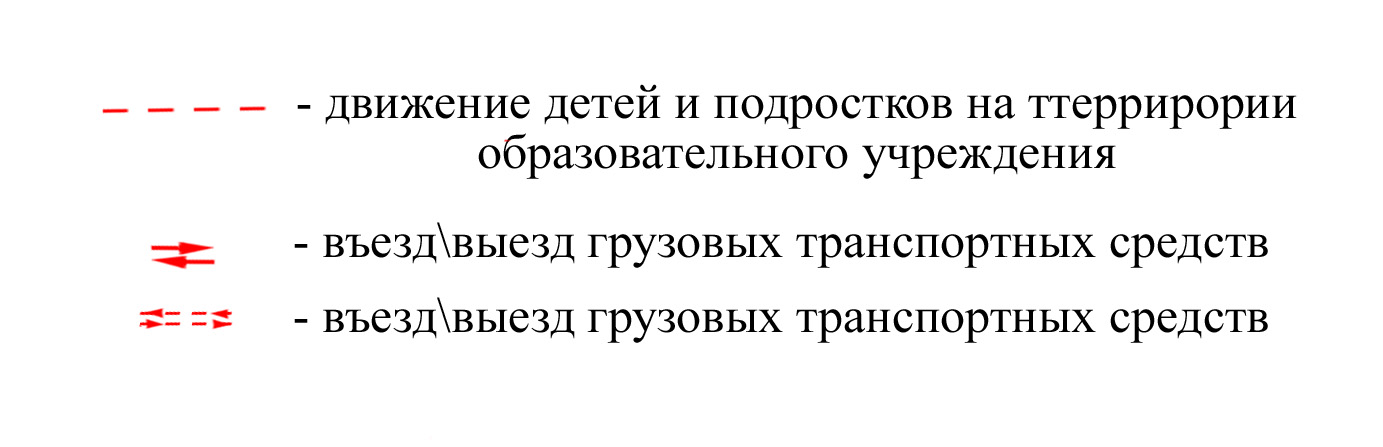 - движение детей и подростков на ттеррирории
образовательного учреждения
- въезд\выезд грузовых транспортных средств
- въезд\выезд грузовых транспортных средств